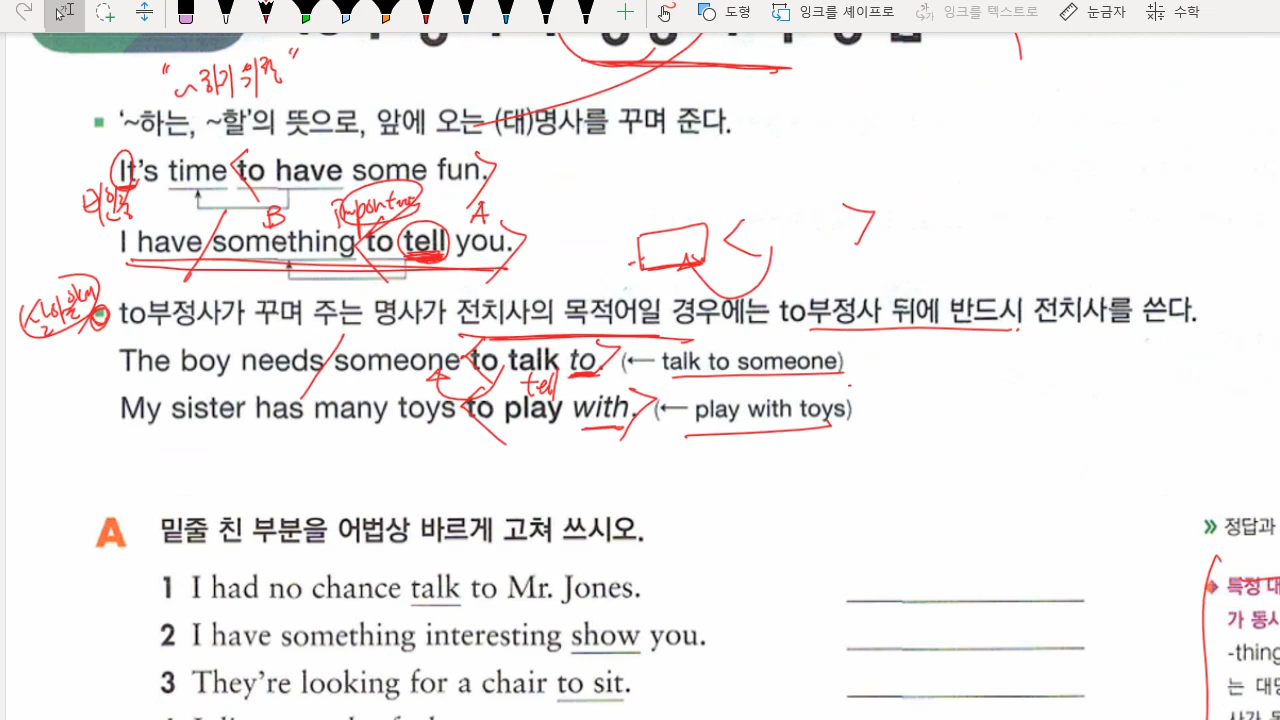 도형 잉크를 셰이프로 잉크를 텍스트로 눈금자 수학
"~하기 위한"
'~하는, ~할'의 뜻으로, 앞에 오는 (대)명사를 꾸며 준다.
It's time to have some fun.
비인칭 B important A
I have something to tell you.
to부정사가 꾸며 주는 명사가 전치사의 목적어일 경우에는 to부정사 뒤에 반드시 전치사를 쓴다.
The boy needs someone to talk to. (← talk to someone)
tell
My sister has many toys to play with. (← play with toys)
A 밑줄 친 부분을 어법상 바르게 고쳐 쓰시오.
» 정답과
1 I had no chance talk to Mr. Jones.
특정 대
2 I have something interesting show you.
가 동사
-thing
3 They're looking for a chair to sit.
는 대명